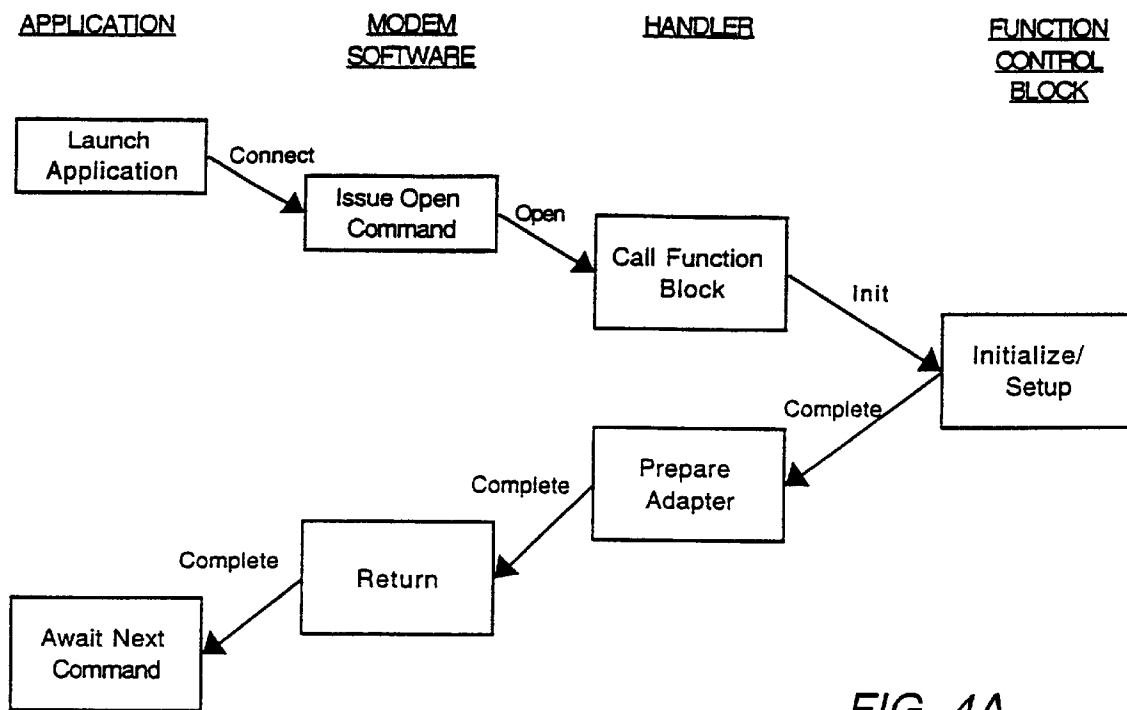 APPLICATION
MODEM
SOFTWARE
HANDLER
FUNCTION
CONTROL
BLOCK
Launch
Application
Connect
Issue Open
Command
Open
Call Function
Block
Init
Initialize/
Setup
Complete
Prepare
Adapter
Complete
Return
Complete
Await Next
Command
FIG. 4A